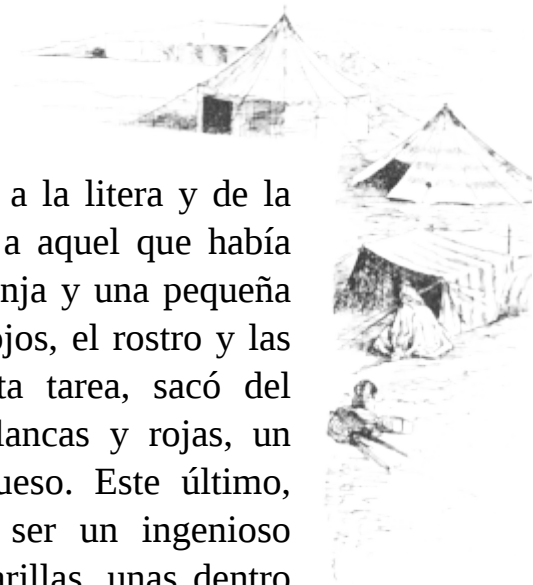 a la litera y de la
a aquel que había
nja y una pequeña
jos, el rostro y las
ta tarea, sacó del
lancas y rojas, un
ueso. Este último,
ser un ingenioso
arillas, unas dentro